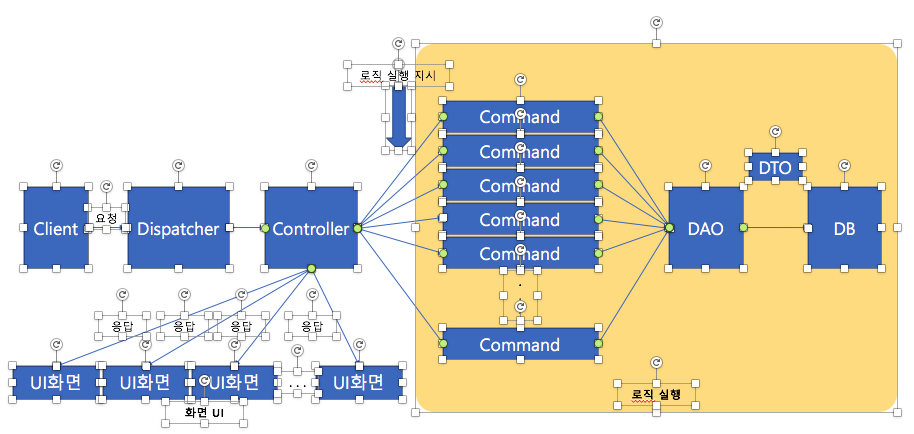 로직 실행 지시
Command
Command
Command
Command
Command
.
.
Command
DTO
Client
요청
Dispatcher
Controller
DAO
DB
응답
응답
응답
응답
UI화면
UI화면
UI화면
...
UI화면
화면 UI
로직 실행